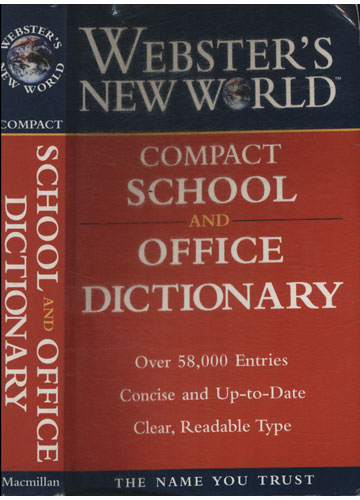 WEBSTER'S
NEW WORLD
COMPACT
SCHOOL AND OFFICE
DICTIONARY
Macmillan
WEBSTER'S
NEW WORLD™
COMPACT
SCHOOL
AND
OFFICE
DICTIONARY
Over 58,000 Entries
Concise and Up-to-Date
Clear, Readable Type
THE NAME YOU TRUST